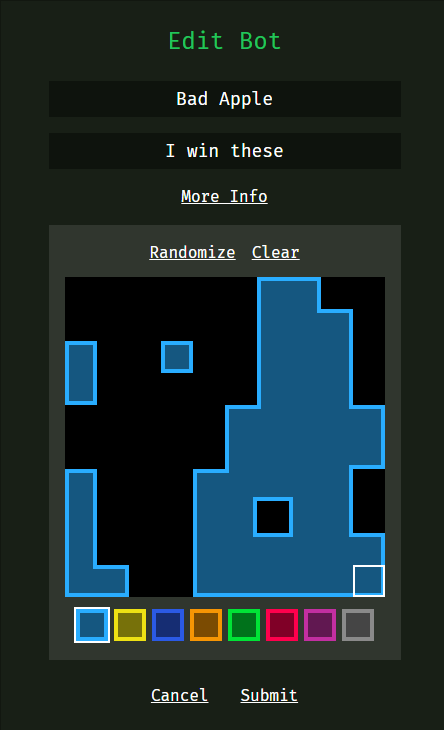 Edit Bot
Bad Apple
I win these
More Info
Randomize Clear
Cancel Submit